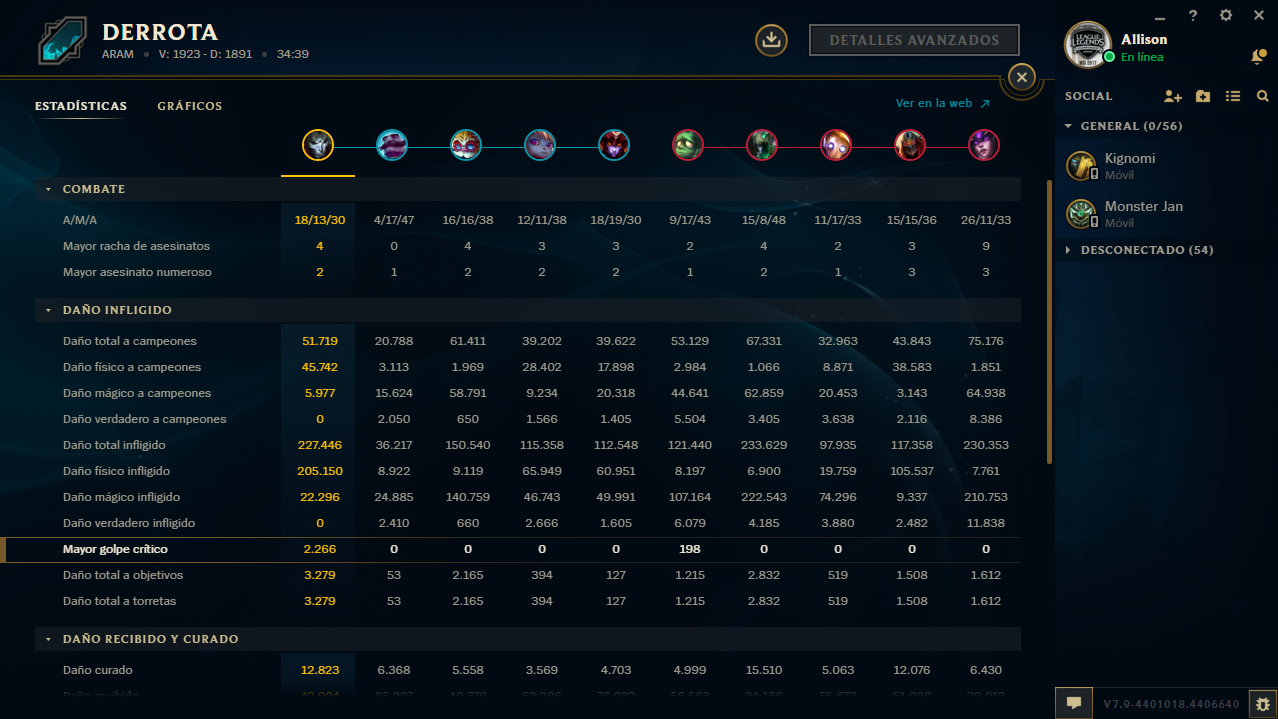 DERROTA
ARAM • V: 1923 - D: 1891 • 34:39
DETALLES AVANZADOS
Allison
En línea
ESTADÍSTICAS GRÁFICOS
Ver en la web
SOCIAL
GENERAL (0/56)
Kignomi
Móvil
Monster Jan
Móvil
DESCONECTADO (54)
COMBATE
A/M/A 18/13/30 4/17/47 16/16/38 12/11/38 18/19/30 9/17/43 15/8/48 11/17/33 15/15/36 26/11/33
Mayor racha de asesinatos 4 0 4 3 3 2 4 2 3 9
Mayor asesinato numeroso 2 1 2 2 2 1 2 1 3 3
DAÑO INFLIGIDO
Daño total a campeones 51.719 20.788 61.411 39.202 39.622 53.129 67.331 32.963 43.843 75.176
Daño físico a campeones 45.742 3.113 1.969 28.402 17.898 2.984 1.066 8.871 38.583 1.851
Daño mágico a campeones 5.977 15.624 58.791 9.234 20.318 44.641 62.859 20.453 3.143 64.938
Daño verdadero a campeones 0 2.050 650 1.566 1.405 5.504 3.405 3.638 2.116 8.386
Daño total infligido 227.446 36.217 150.540 115.358 112.548 121.440 233.629 97.935 117.358 230.353
Daño físico infligido 205.150 8.922 9.119 65.949 60.951 8.197 6.900 19.759 105.537 7.761
Daño mágico infligido 22.296 24.885 140.759 46.743 49.991 107.164 222.543 74.296 9.337 210.753
Daño verdadero infligido 0 2.410 660 2.666 1.605 6.079 4.185 3.880 2.482 11.838
Mayor golpe crítico 2.266 0 0 0 0 198 0 0 0 0
Daño total a objetivos 3.279 53 2.165 394 127 1.215 2.832 519 1.508 1.612
Daño total a torretas 3.279 53 2.165 394 127 1.215 2.832 519 1.508 1.612
DAÑO RECIBIDO Y CURADO
Daño curado 12.823 6.368 5.558 3.569 4.703 4.999 15.510 5.063 12.076 6.430
Daño recibido
V7.9-4401018.4406640